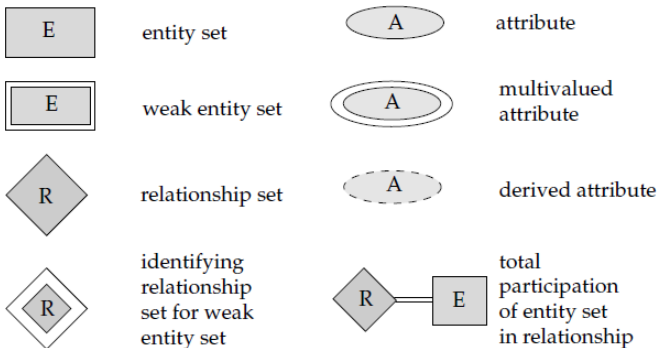 E
entity set
A
attribute
E
weak entity set
A
multivalued
attribute
R
relationship set
A
derived attribute
R
identifying
relationship
set for weak
entity set
R
E
total
participation
of entity set
in relationship